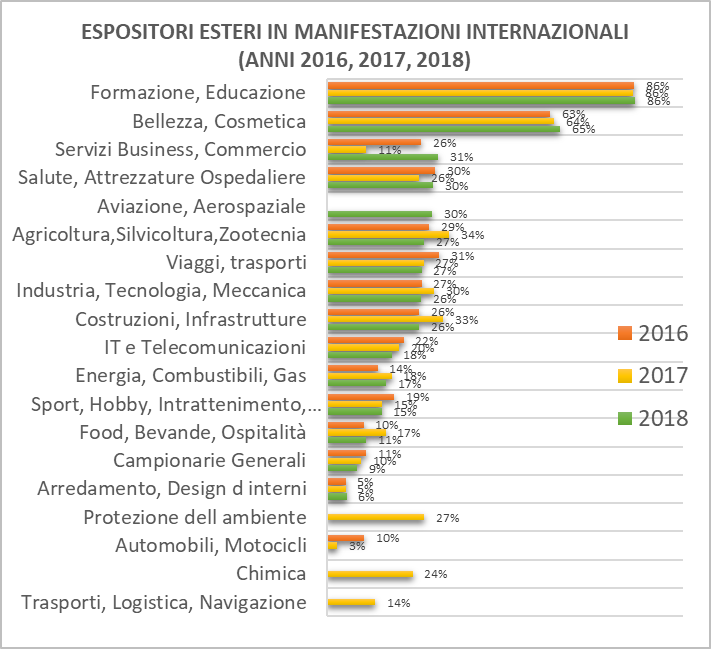 ESPOSITORI ESTERI IN MANIFESTAZIONI INTERNAZIONALI
(ANNI 2016, 2017, 2018)
Formazione, Educazione
86%
86%
86%
Bellezza, Cosmetica
63%
64%
65%
Servizi Business, Commercio
26%
11%
31%
Salute, Attrezzature Ospedaliere
30%
26%
30%
Aviazione, Aerospaziale
30%
Agricoltura,Silvicoltura,Zootecnia
29%
34%
27%
Viaggi, trasporti
31%
27%
27%
Industria, Tecnologia, Meccanica
27%
30%
26%
Costruzioni, Infrastrutture
26%
33%
26%
IT e Telecomunicazioni
22%
20%
18%
Energia, Combustibili, Gas
14%
18%
17%
Sport, Hobby, Intrattenimento,...
19%
15%
15%
Food, Bevande, Ospitalità
10%
17%
11%
Campionarie Generali
11%
10%
9%
Arredamento, Design d interni
5%
5%
6%
Protezione dell ambiente
27%
Automobili, Motocicli
10%
3%
Chimica
24%
Trasporti, Logistica, Navigazione
14%
2016
2017
2018